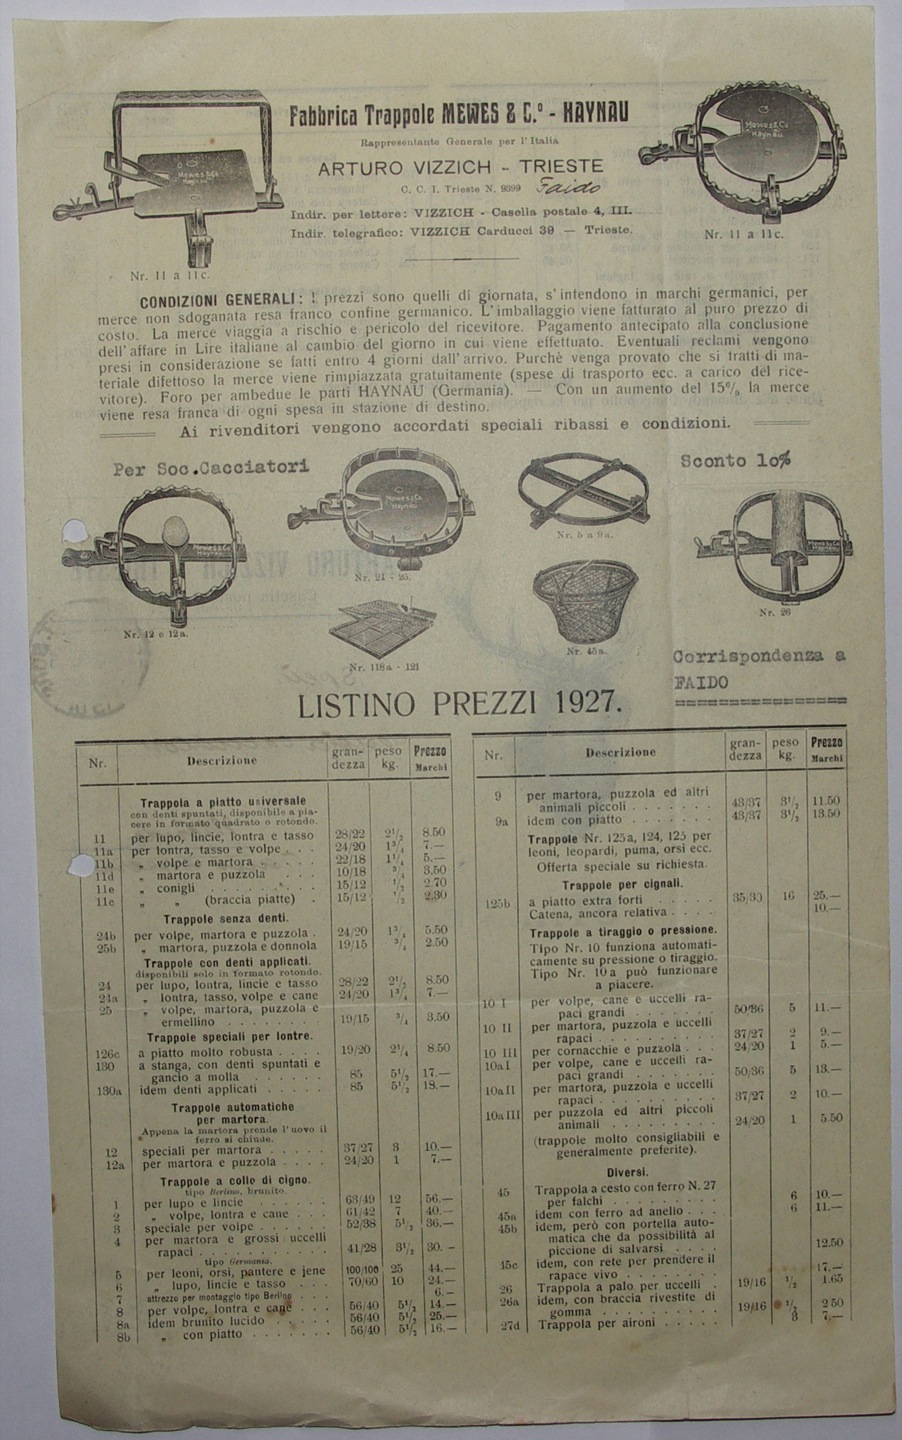 Fabbrica Trappole MEWES & C.º - HAYNAU
Rappresentante Generale per l'Italia
ARTURO VIZZICH - TRIESTE
C. C. I. Trieste N. 9399 Faido
Indir. per lettere: VIZZICH - Casella postale 4, III.
Indir. telegrafico: VIZZICH Carducci 39 — Trieste.
Nr. 11 a 11c.
Nr. 11 a 11c.
CONDIZIONI GENERALI: I prezzi sono quelli di giornata, s'intendono in marchi germanici, per
merce non sdoganata resa franco confine germanico. L'imballaggio viene fatturato al puro prezzo di
costo. La merce viaggia a rischio e pericolo del ricevitore. Pagamento antecipato alla conclusione
dell'affare in Lire italiane al cambio del giorno in cui viene effettuato. Eventuali reclami vengono
presi in considerazione se fatti entro 4 giorni dall'arrivo. Purchè venga provato che si tratti di ma-
teriale difettoso la merce viene rimpiazzata gratuitamente (spese di trasporto ecc. a carico del rice-
vitore). Foro per ambedue le parti HAYNAU (Germania). — Con un aumento del 15% la merce
viene resa franca di ogni spesa in stazione di destino.
Ai rivenditori vengono accordati speciali ribassi e condizioni.
Per Soc.Cacciatori
Sconto 10%
Nr. 24 - 25.
Nr. 5 a 9a.
Nr. 12 e 12a.
Nr. 26
Nr. 118a - 121
Nr. 45a.
Corrispondenza a
FAIDO
LISTINO PREZZI 1927.
Nr. Descrizione gran-dezza peso kg. Prezzo Marchi
Trappola a piatto universale
con denti spuntati, disponibile a pia-
cere in formato quadrato o rotondo.
11 per lupo, lincie, lontra e tasso 28/22 2½ 8.50
11a per lontra, tasso e volpe . . . 24/20 1¾ 7.—
11b „ volpe e martora . . . . . 22/18 1¼ 5.—
11d „ martora e puzzola . . . . 10/18 ¾ 3.50
11e „ conigli . . . . . . . . 15/12 ½ 2.70
11c „ „ (braccia piatte) . 15/12 ½ 2.30
Trappole senza denti.
24b per volpe, martora e puzzola . 24/20 1¾ 5.50
25b „ martora, puzzola e donnola 19/15 ¾ 2.50
Trappole con denti applicati.
disponibili solo in formato rotondo.
24 per lupo, lontra, lincie e tasso 28/22 2½ 8.50
24a „ lontra, tasso, volpe e cane 24/20 1¾ 7.—
25 „ volpe, martora, puzzola e
ermellino . . . . . . . 19/15 ¾ 3.50
Trappole speciali per lontre.
126c a piatto molto robusta . . . . 19/20 2¼ 8.50
130 a stanga, con denti spuntati e
gancio a molla . . . . . . 85 5½ 17.—
130a idem denti applicati . . . . . 85 5½ 18.—
Trappole automatiche
per martora.
Appena la martora prende l'uovo il
ferro si chiude.
12 speciali per martora . . . . . 37/27 3 10.—
12a per martora e puzzola . . . . 24/20 1 7.—
Trappole a collo di cigno.
tipo Berlino, brunito.
1 per lupo e lincie . . . . 63/49 12 56.—
2 „ volpe, lontra e cane . . . 61/42 7 40.—
3 speciale per volpe . . . . 52/38 5½ 36.—
4 per martora e grossi uccelli
rapaci . . . . . . . . . 41/28 3½ 30. -
tipo Germania.
5 per leoni, orsi, pantere e jene 100/100 25 44.—
6 „ lupo, lincie e tasso . . . 70/60 10 24.—
7 attrezzo per montaggio tipo Berlino 6.—
8 per volpe, lontra e cane . . . 56/40 5½ 14.—
8a idem brunito lucido . . . . 56/40 5½ 25.—
8b „ con piatto . . . . . . . 56/40 5½ 16.—
Nr. Descrizione gran-dezza peso kg. Prezzo Marchi
9 per martora, puzzola ed altri
animali piccoli . . . . . . . 43/37 3½ 11.50
9a idem con piatto . . . . . . 43/37 3½ 13.50
Trappole Nr. 125a, 124, 125 per
leoni, leopardi, puma, orsi ecc.
Offerta speciale su richiesta.
Trappole per cignali.
125b a piatto extra forti . . . . . 35/30 16 25.—
Catena, ancora relativa . . . . 10.—
Trappole a tiraggio o pressione.
Tipo Nr. 10 funziona automati-
camente su pressione o tiraggio.
Tipo Nr. 10a può funzionare
a piacere.
10 I per volpe, cane e uccelli ra-
paci grandi . . . . . . . 50/36 5 11.—
10 II per martora, puzzola e uccelli
rapaci . . . . . . . . . 37/27 2 9.—
10 III per cornacchie e puzzola . . . 24/20 1 5.—
10a I per volpe, cane e uccelli ra-
paci grandi . . . . . . . 50/36 5 13.—
10a II per martora, puzzola e uccelli
rapaci . . . . . . . . . 37/27 2 10.—
10a III per puzzola ed altri piccoli
animali . . . . . . . . . 24/20 1 5.50
(trappole molto consigliabili e
generalmente preferite).
Diversi.
45 Trappola a cesto con ferro N. 27
per falchi . . . . . . . . 6 10.—
45a idem con ferro ad anello . . . 6 11.—
45b idem, però con portella auto-
matica che da possibilità al
piccione di salvarsi . . . . 12.50
45c idem, con rete per prendere il
rapace vivo . . . . . . . 17.—
26 Trappola a palo per uccelli . 19/16 ½ 1.65
26a idem, con braccia rivestite di
gomma . . . . . . . . . 19/16 ½ 2 50
27d Trappola per aironi . . . . . 3 7,—